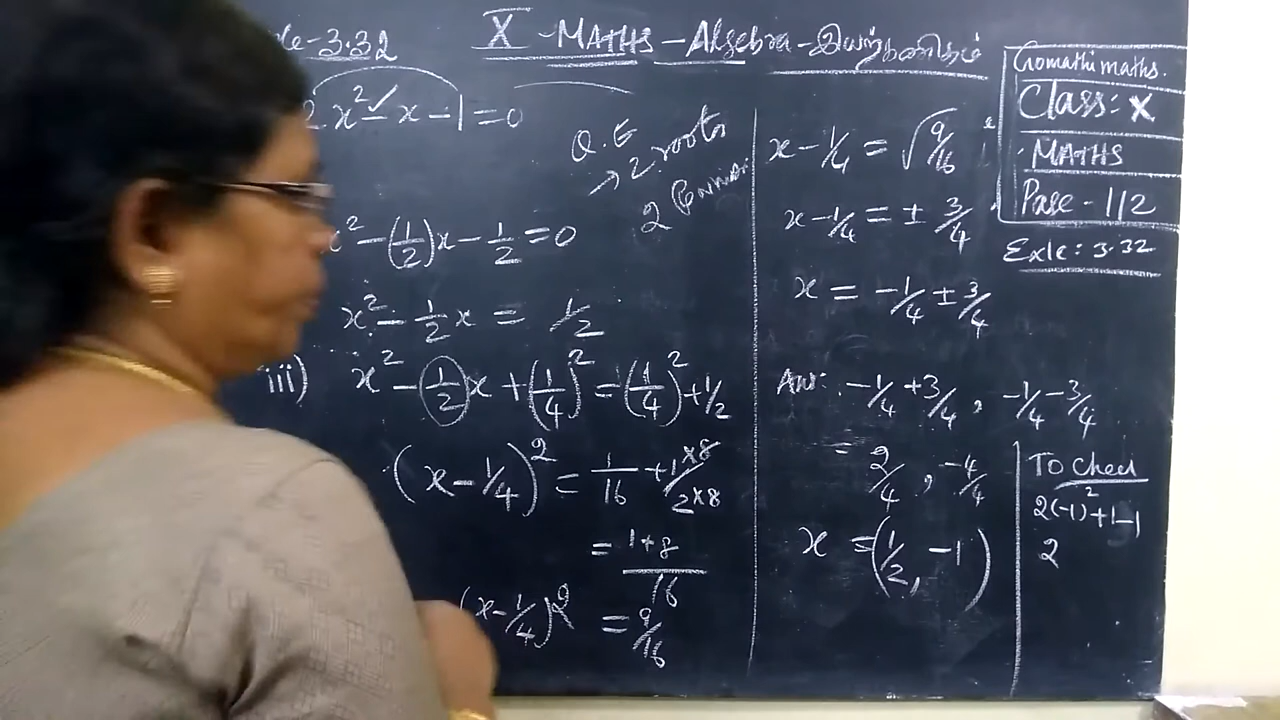 3.32
X - MATHS - Algebra - இயற்கணிதம்
2x² - x - 1 = 0
Q.E
→ 2 roots
2
x² - (1/2)x - 1/2 = 0
x² - 1/2 x = 1/2
iii) x² - (1/2)x + (1/4)² = (1/4)² + 1/2
(x - 1/4)² = 1/16 + 1×8/2×8
= 1+8/16
(x - 1/4)² = 9/16
x - 1/4 = √9/16
x - 1/4 = ± 3/4
x = -1/4 ± 3/4
Ans: -1/4 + 3/4, -1/4 - 3/4
= 2/4, -4/4
x = (1/2, -1)
To Check
2(-1)² + 1 - 1
2
Gomathi maths.
Class: X
MATHS
Page - 112
Exle: 3.32